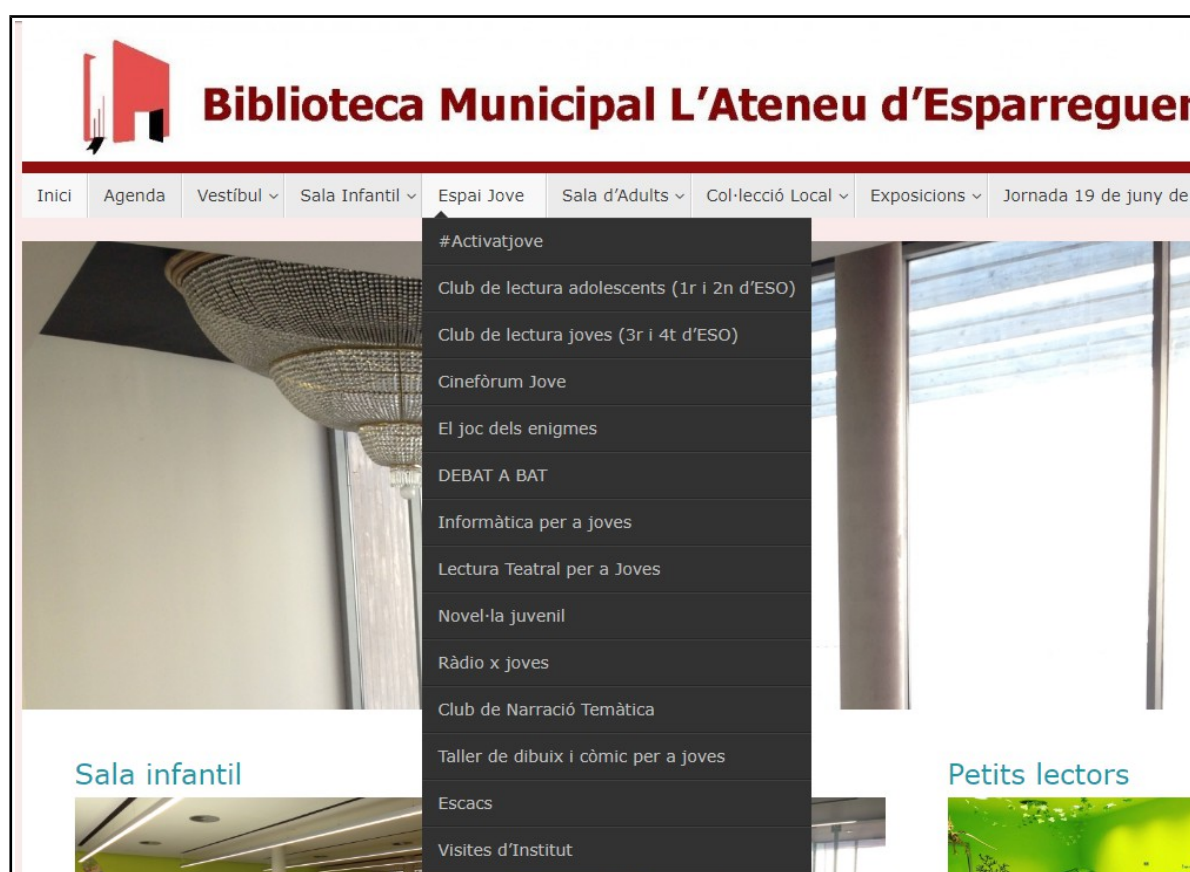 Biblioteca Municipal L’Ateneu d’Esparreguer
Inici Agenda Vestíbul Sala Infantil Espai Jove Sala d’Adults Col·lecció Local Exposicions Jornada 19 de juny de
#Activatjove
Club de lectura adolescents (1r i 2n d’ESO)
Club de lectura joves (3r i 4t d’ESO)
Cinefòrum Jove
El joc dels enigmes
DEBAT A BAT
Informàtica per a joves
Lectura Teatral per a Joves
Novel·la juvenil
Ràdio x joves
Club de Narració Temàtica
Taller de dibuix i còmic per a joves
Escacs
Visites d’Institut
Sala infantil
Petits lectors